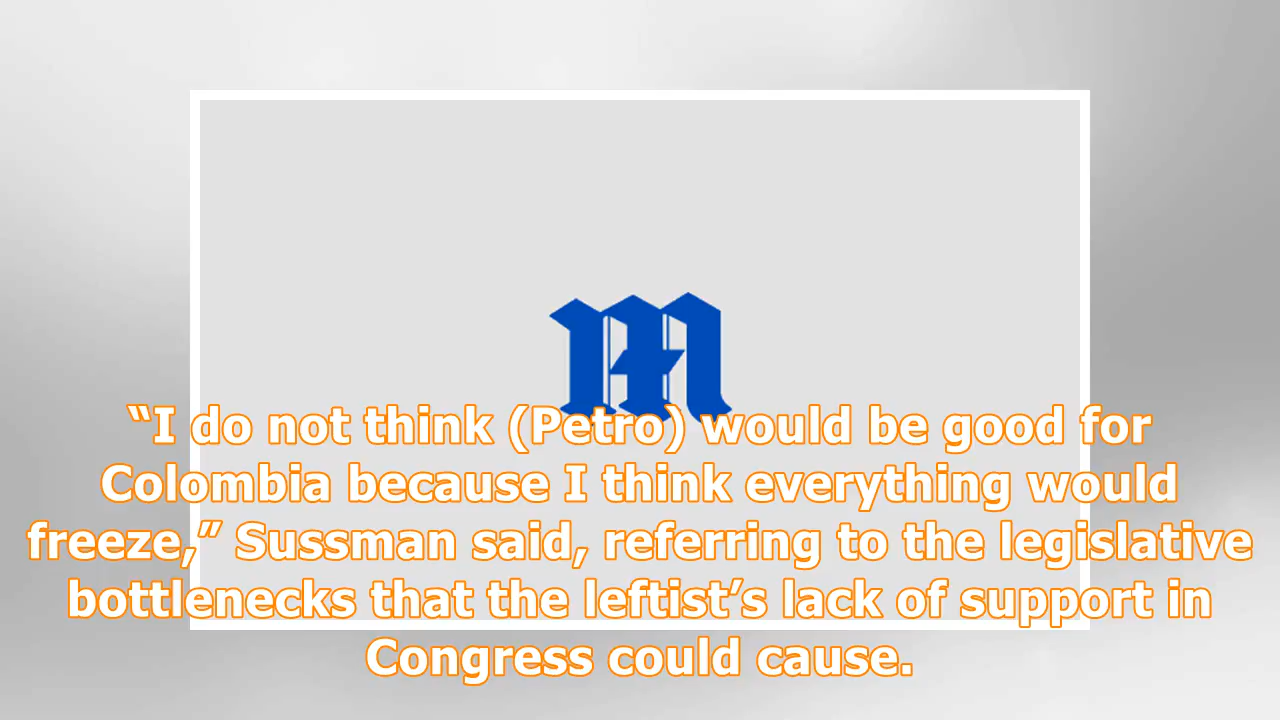 m
“I do not think (Petro) would be good for
Colombia because I think everything would
freeze,” Sussman said, referring to the legislative
bottlenecks that the leftist’s lack of support in
Congress could cause.